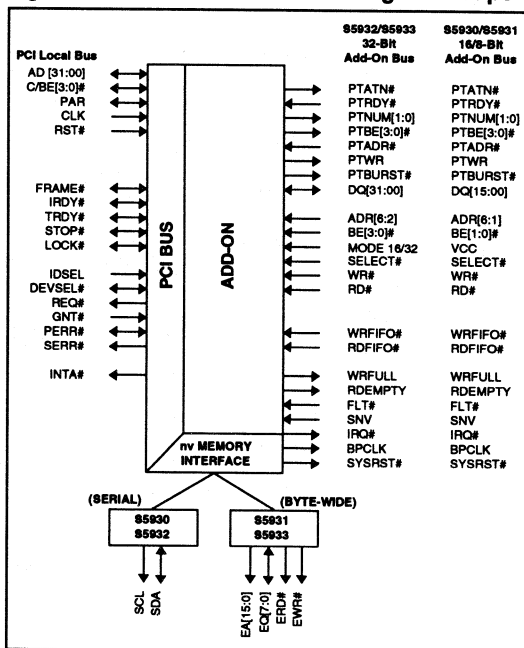 S5932/S5933 S5930/S5931
32-Bit 16/8-Bit
PCI Local Bus Add-On Bus Add-On Bus
AD [31:00]
C/BE[3:0]# PTATN# PTATN#
PAR PTRDY# PTRDY#
CLK PTNUM[1:0] PTNUM[1:0]
RST# PTBE[3:0]# PTBE[3:0]#
PTADR# PTADR#
PTWR PTWR
PTBURST# PTBURST#
FRAME# DQ[31:00] DQ[15:00]
IRDY#
TRDY# ADR[6:2] ADR[6:1]
STOP# BE[3:0]# BE[1:0]#
LOCK# MODE 16/32 VCC
SELECT# SELECT#
IDSEL WR# WR#
DEVSEL# RD# RD#
REQ#
GNT#
PERR# WRFIFO# WRFIFO#
SERR# RDFIFO# RDFIFO#
INTA# WRFULL WRFULL
RDEMPTY RDEMPTY
FLT# FLT#
SNV SNV
IRQ# IRQ#
BPCLK BPCLK
SYSRST# SYSRST#
PCI BUS
ADD-ON
nv MEMORY
INTERFACE
(SERIAL) (BYTE-WIDE)
S5930 S5931
S5932 S5933
SCL
SDA
EA[15:0]
EQ[7:0]
ERD#
EWR#